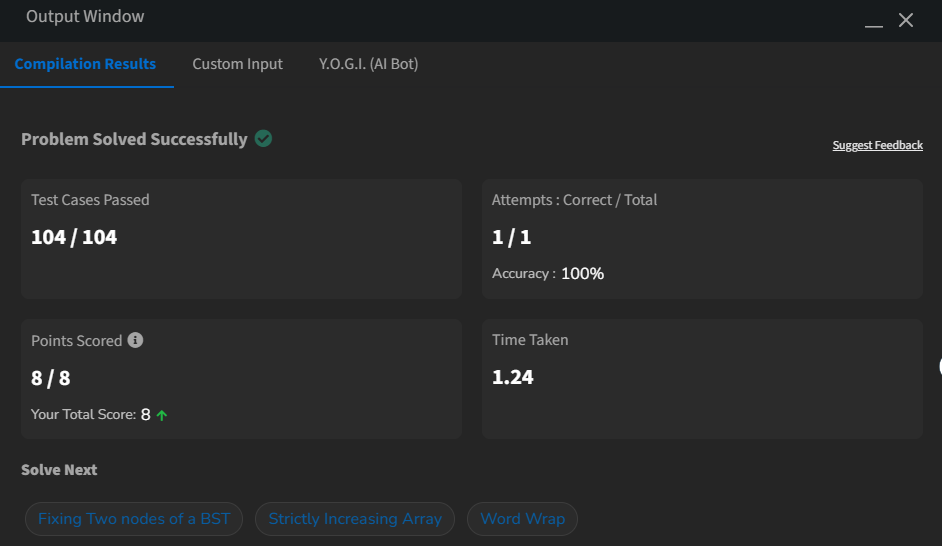 Output Window
Compilation Results Custom Input Y.O.G.I. (AI Bot)
Problem Solved Successfully
Suggest Feedback
Test Cases Passed
104 / 104
Attempts : Correct / Total
1 / 1
Accuracy : 100%
Points Scored
8 / 8
Your Total Score: 8
Time Taken
1.24
Solve Next
Fixing Two nodes of a BST Strictly Increasing Array Word Wrap